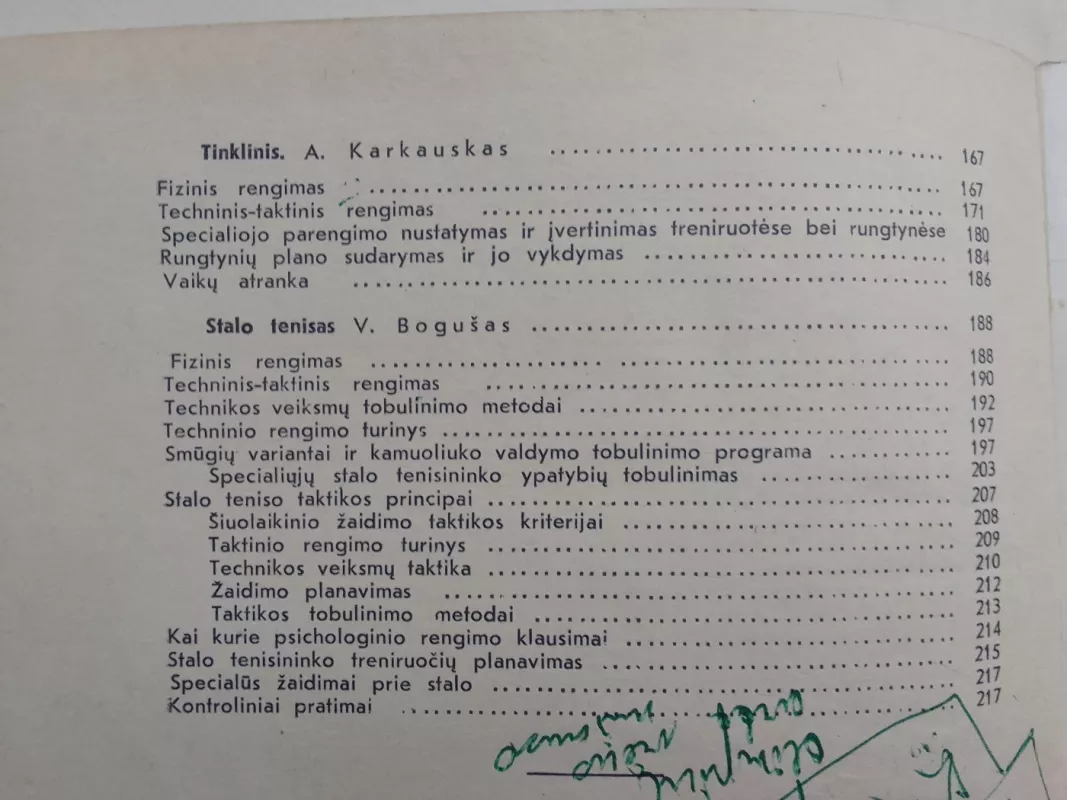 Tinklinis. A. Karkauskas ........ 167
Fizinis rengimas ........ 167
Techninis-taktinis rengimas ........ 171
Specialiojo parengimo nustatymas ir įvertinimas treniruotėse bei rungtynėse 180
Rungtynių plano sudarymas ir jo vykdymas ........ 184
Vaikų atranka ........ 186
Stalo tenisas V. Bogušas ........ 188
Fizinis rengimas ........ 188
Techninis-taktinis rengimas ........ 190
Technikos veiksmų tobulinimo metodai ........ 192
Techninio rengimo turinys ........ 197
Smūgių variantai ir kamuoliuko valdymo tobulinimo programa ........ 197
Specialiųjų stalo tenisininko ypatybių tobulinimas ........ 203
Stalo teniso taktikos principai ........ 207
Šiuolaikinio žaidimo taktikos kriterijai ........ 208
Taktinio rengimo turinys ........ 209
Technikos veiksmų taktika ........ 210
Žaidimo planavimas ........ 212
Taktikos tobulinimo metodai ........ 213
Kai kurie psichologinio rengimo klausimai ........ 214
Stalo tenisininko treniruočių planavimas ........ 215
Specialūs žaidimai prie stalo ........ 217
Kontroliniai pratimai ........ 217